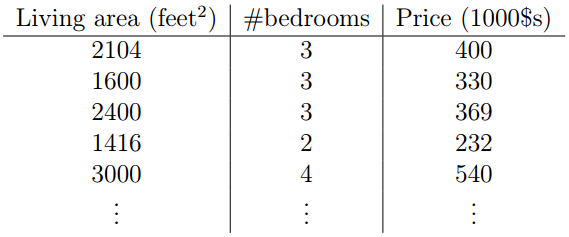 Living area (feet²) #bedrooms Price (1000$s)
2104 3 400
1600 3 330
2400 3 369
1416 2 232
3000 4 540
⋮ ⋮ ⋮